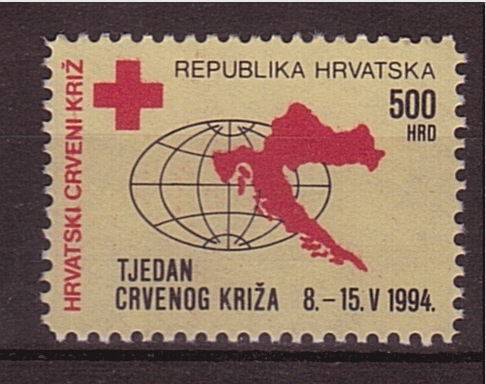 HRVATSKI CRVENI KRIŽ
REPUBLIKA HRVATSKA
500
HRD
TJEDAN
CRVENOG KRIŽA 8.–15.V 1994.